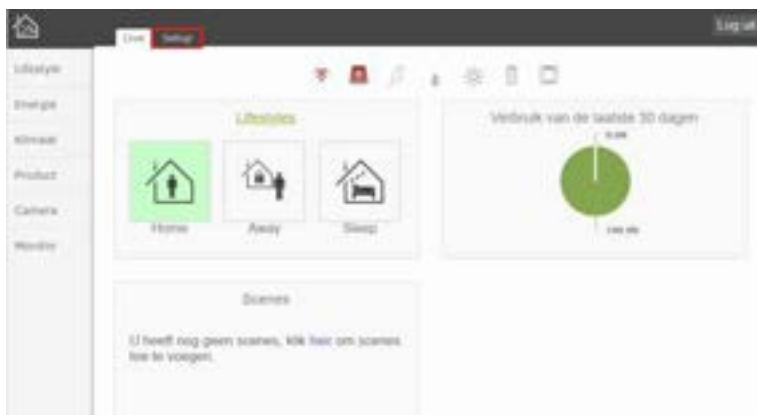 Live Setup
Log uit
Lifestyle
Energie
Klimaat
Product
Camera
Monitor
Lifestyles
Home Away Sleep
Verbruik van de laatste 30 dagen
Scenes
U heeft nog geen scenes, klik hier om scenes
toe te voegen.